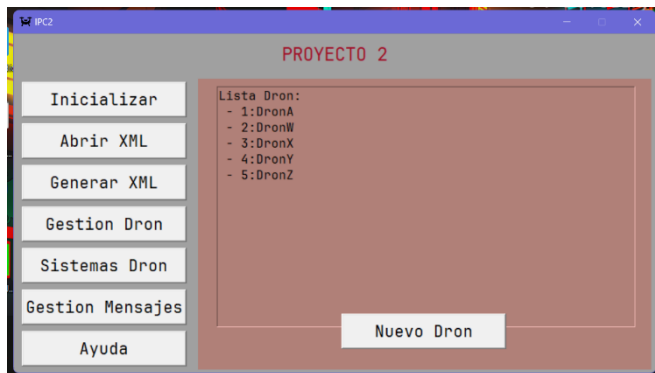 IPC2
PROYECTO 2
Inicializar
Abrir XML
Generar XML
Gestion Dron
Sistemas Dron
Gestion Mensajes
Ayuda
Lista Dron:
- 1:DronA
- 2:DronW
- 3:DronX
- 4:DronY
- 5:DronZ
Nuevo Dron